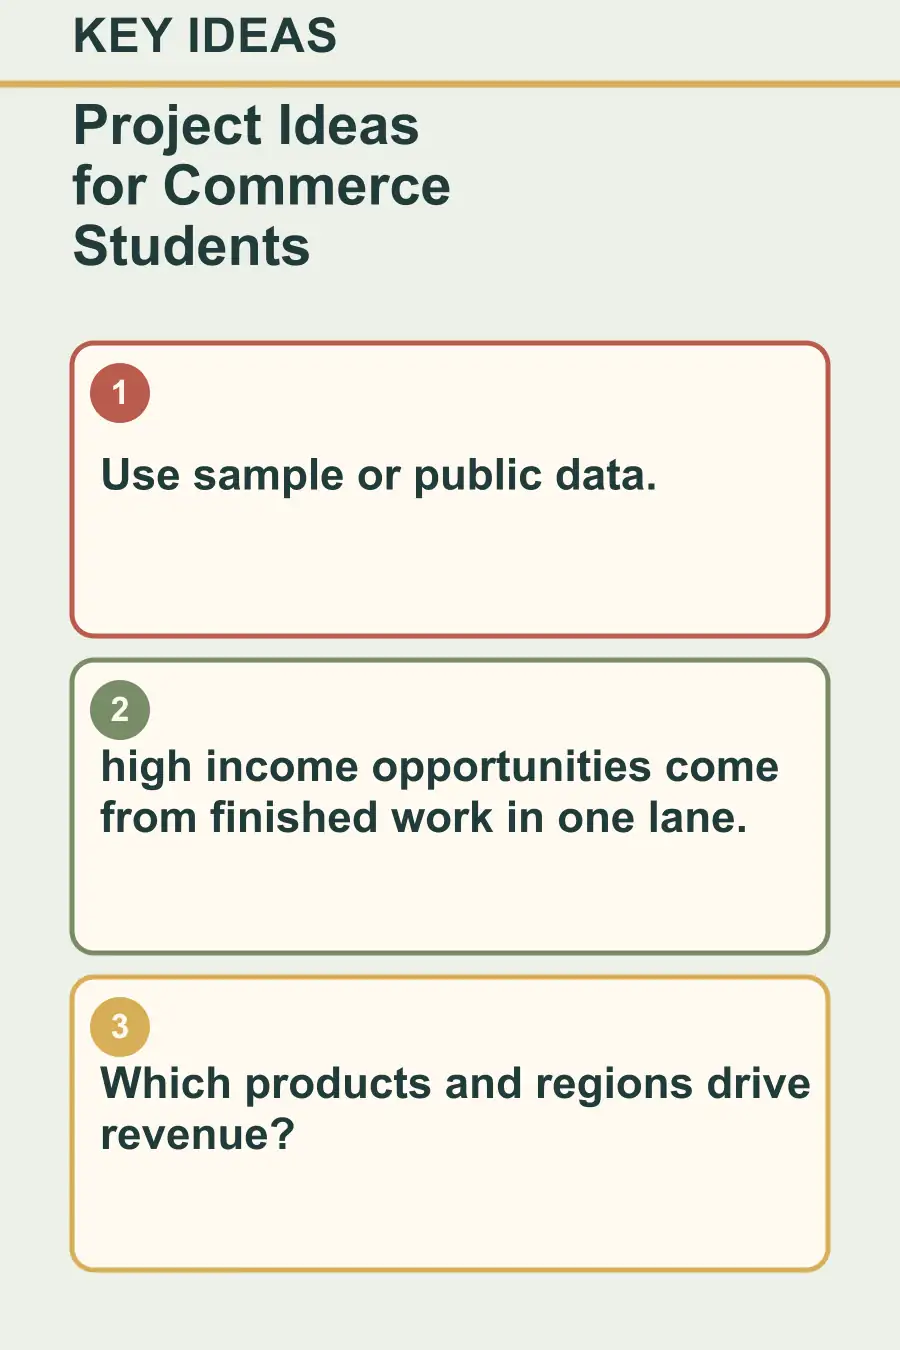 KEY IDEAS
Project Ideas
for Commerce
Students
1
Use sample or public data.
2
high income opportunities come
from finished work in one lane.
3
Which products and regions drive
revenue?